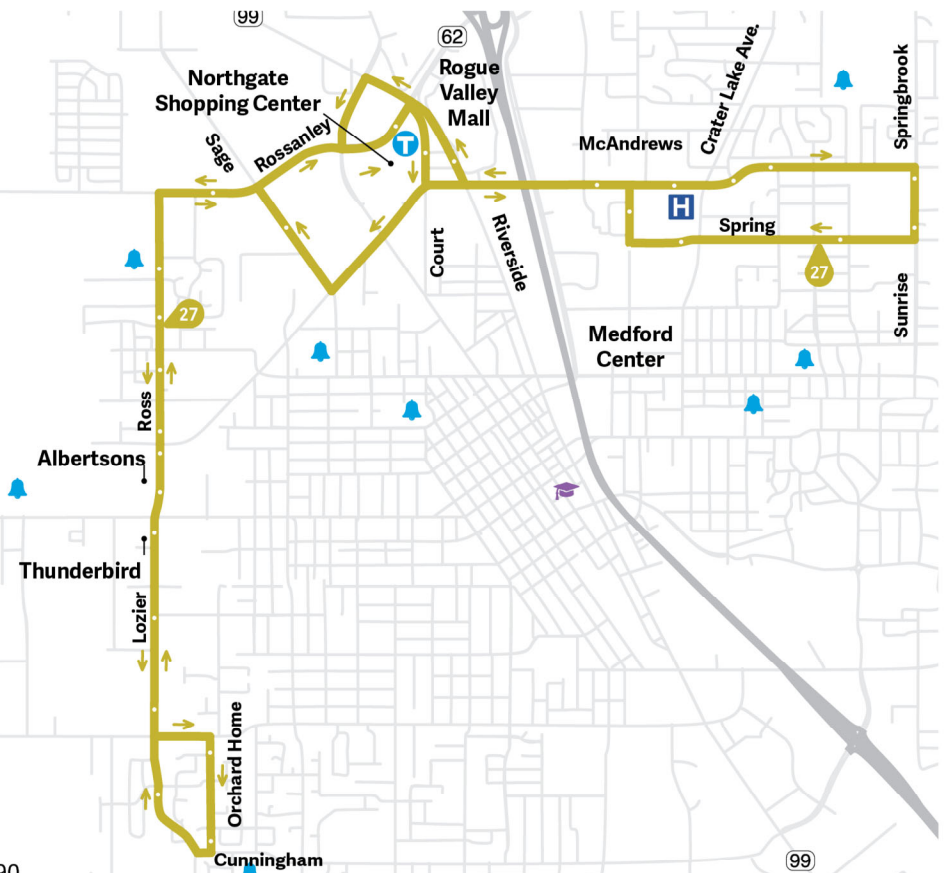 99
62
Northgate
Shopping Center
Rogue
Valley
Mall
Sage
Rossanley
T
McAndrews
Crater Lake Ave.
Springbrook
H
Spring
27
Court
Riverside
Sunrise
27
Medford
Center
Ross
Albertsons
Thunderbird
Lozier
Orchard Home
Cunningham
99